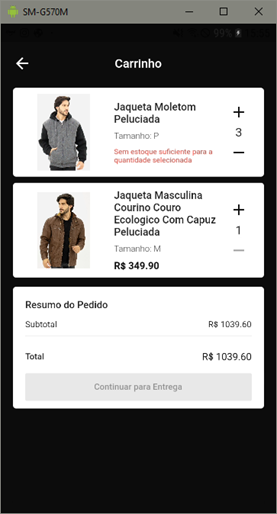 SM-G570M
99%
Carrinho
Jaqueta Moletom
Peluciada
Tamanho: P
Sem estoque suficiente para a
quantidade selecionada
3
Jaqueta Masculina
Courino Couro
Ecologico Com Capuz
Peluciada
Tamanho: M
R$ 349.90
1
Resumo do Pedido
Subtotal R$ 1039.60
Total R$ 1039.60
Continuar para Entrega